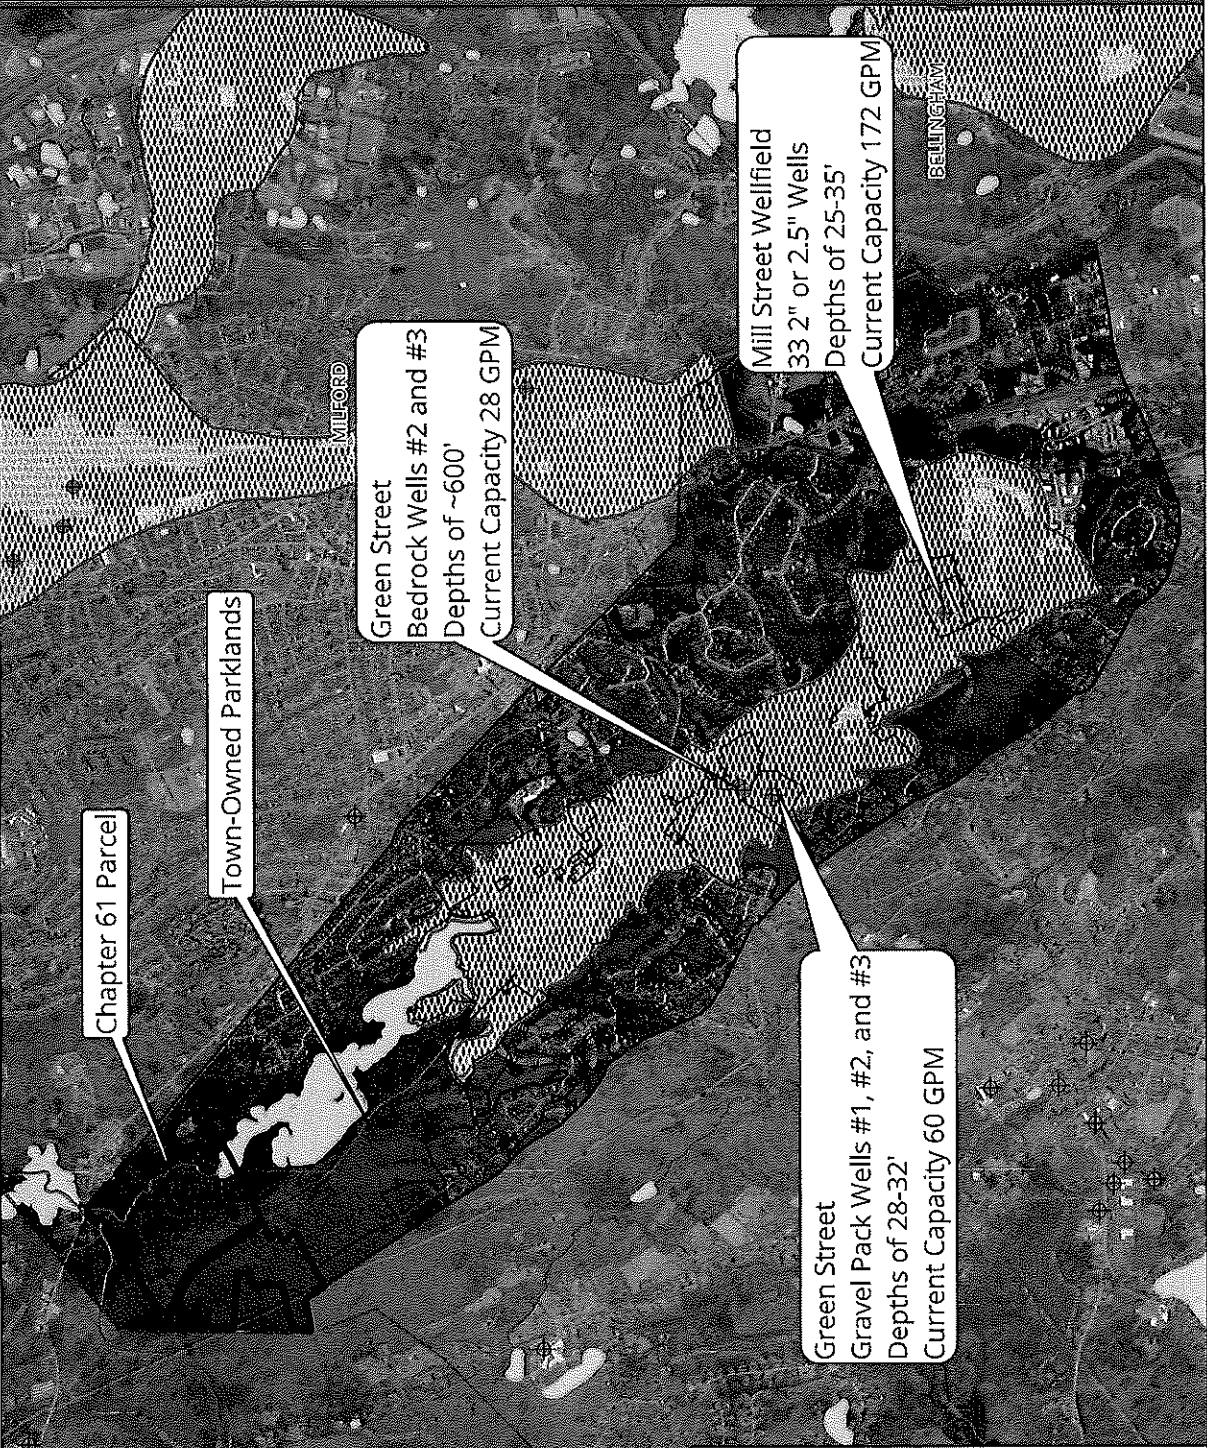 Chapter 61 Parcel
Town-Owned Parklands
MILFORD
Green Street
Bedrock Wells #2 and #3
Depths of ~600'
Current Capacity 28 GPM
Mill Street Wellfield
33 2" or 2.5" Wells
Depths of 25-35'
Current Capacity 172 GPM
BELLINGHAM
Green Street
Gravel Pack Wells #1, #2, and #3
Depths of 28-32'
Current Capacity 60 GPM